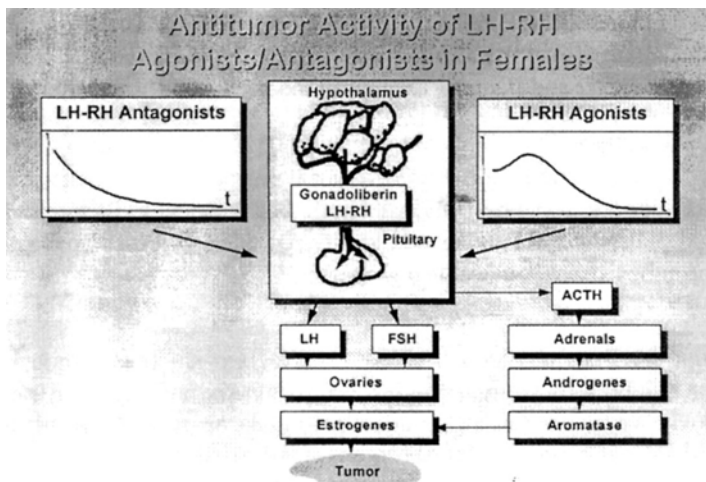 Antitumor Activity of LH-RH
Agonists/Antagonists in Females
LH-RH Antagonists
t
Hypothalamus
Gonadoliberin
LH-RH
Pituitary
LH-RH Agonists
t
LH
FSH
ACTH
Ovaries
Adrenals
Androgenes
Estrogenes
Aromatase
Tumor